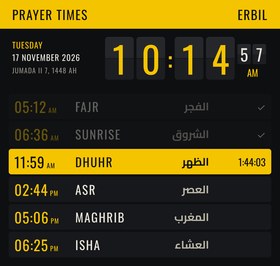 PRAYER TIMES ERBIL
TUESDAY
17 NOVEMBER 2026
JUMADA II 7, 1448 AH
10:14 57 AM
05:12 AM FAJR الفجر
06:36 AM SUNRISE الشروق
11:59 AM DHUHR الظهر 1:44:03
02:44 PM ASR العصر
05:06 PM MAGHRIB المغرب
06:25 PM ISHA العشاء